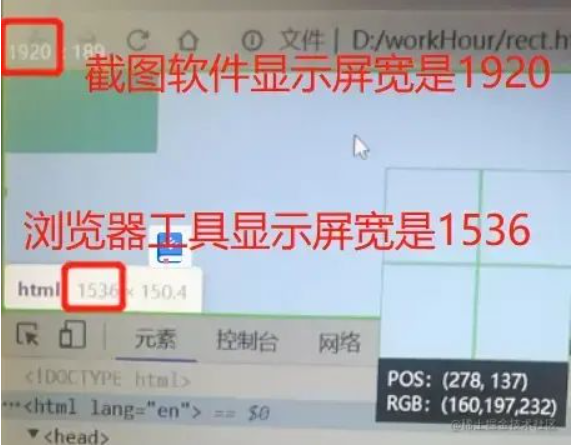 1920 : 189
文件 | D:/workHour/rect.h
截图软件显示屏宽是1920
浏览器工具显示屏宽是1536
html 1536 × 150.4
元素 控制台 网络
<!DOCTYPE html>
···<html lang="en"> == $0
▼<head>
POS: (278, 137)
RGB: (160,197,232)
@稀土掘金技术社区